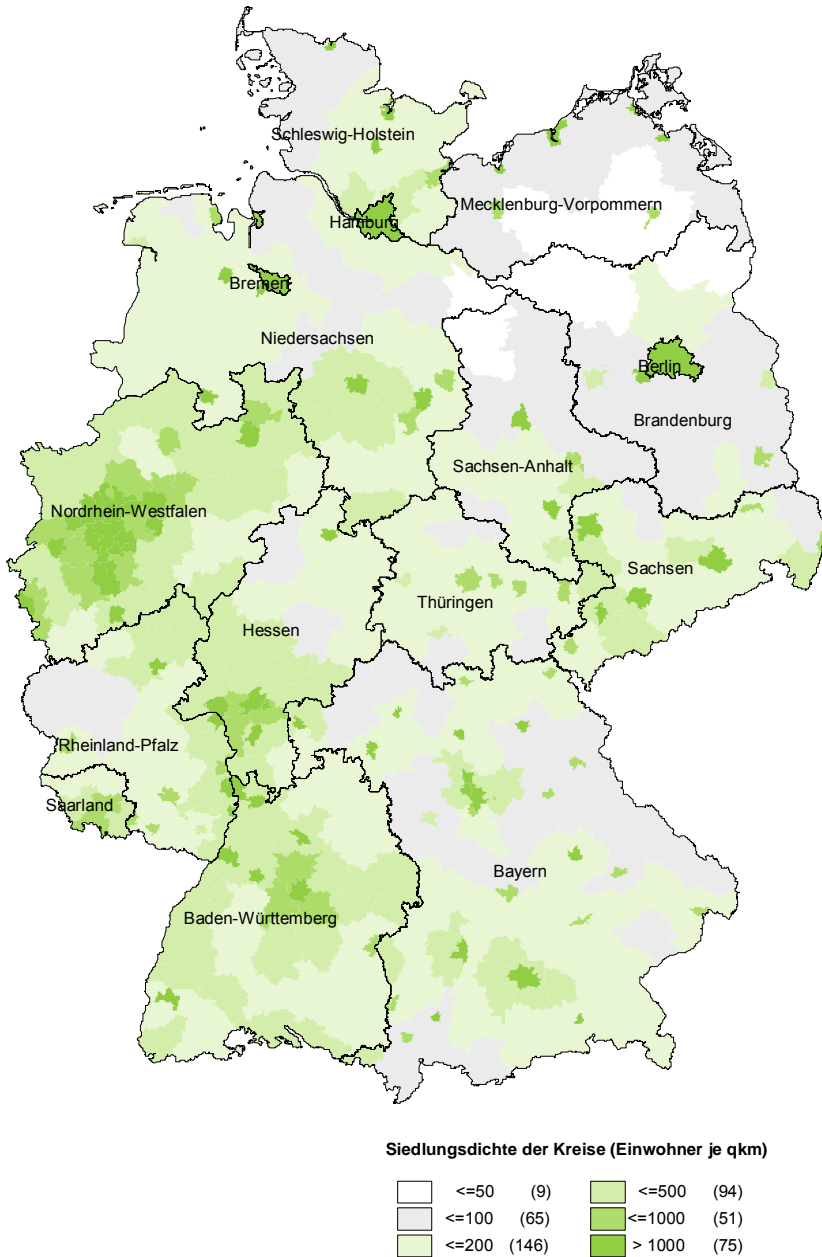 Schleswig-Holstein
Mecklenburg-Vorpommern
Hamburg
Bremen
Niedersachsen
Berlin
Brandenburg
Sachsen-Anhalt
Nordrhein-Westfalen
Sachsen
Thüringen
Hessen
Rheinland-Pfalz
Saarland
Bayern
Baden-Württemberg
Siedlungsdichte der Kreise (Einwohner je qkm)
<=50 (9) <=500 (94)
<=100 (65) <=1000 (51)
<=200 (146) > 1000 (75)